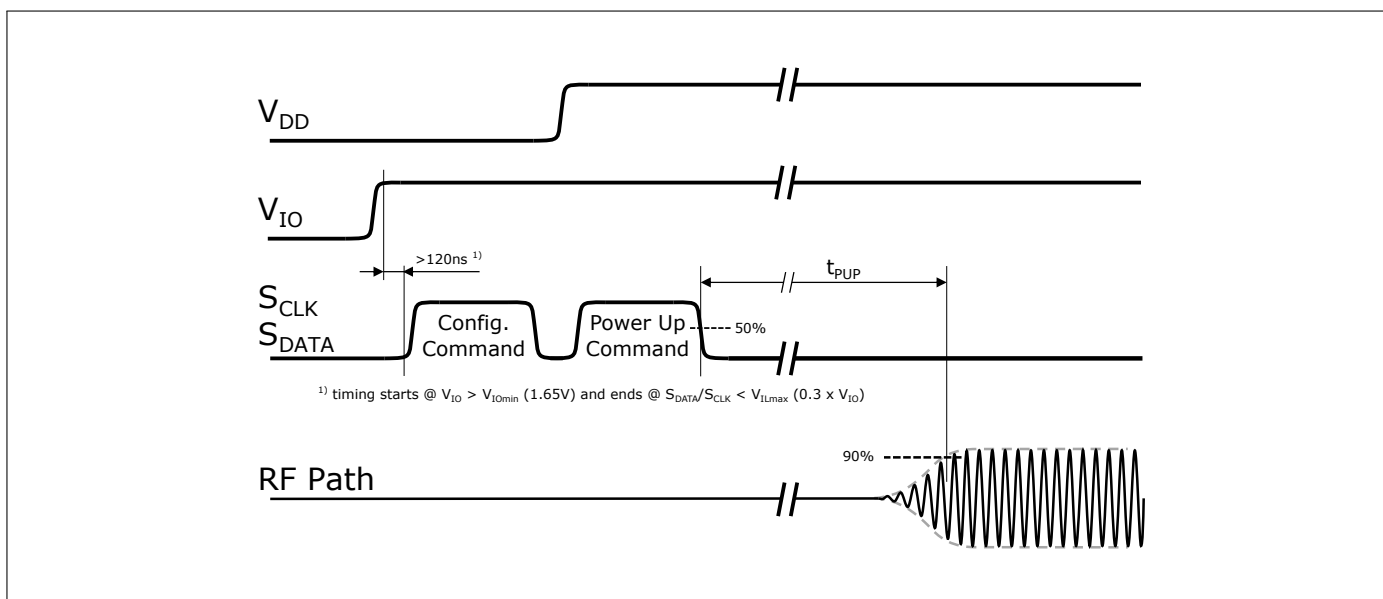 VDD
VIO
>120ns 1)
tPUP
SCLK
SDATA
Config.
Command
Power Up
Command
50%
1) timing starts @ VIO > VIOmin (1.65V) and ends @ SDATA/SCLK < VILmax (0.3 x VIO)
90%
RF Path